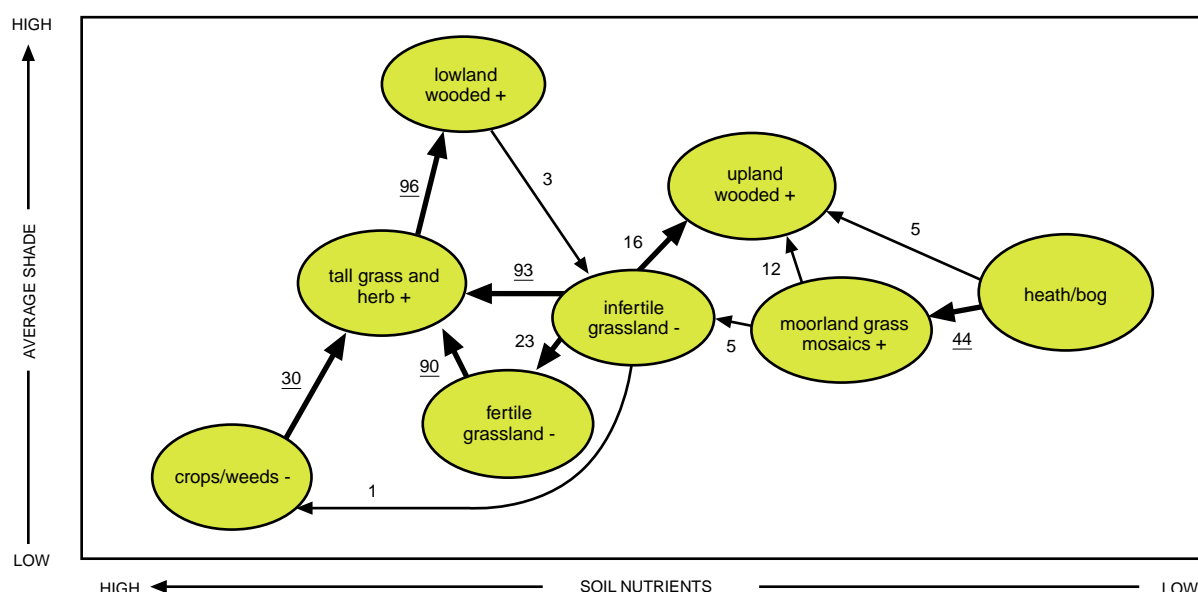 HIGH
lowland
wooded +
96
3
upland
wooded +
16
5
12
AVERAGE SHADE
tall grass and
herb +
93
infertile
grassland -
moorland grass
mosaics +
heath/bog
23
5
44
30
90
fertile
grassland -
crops/weeds -
1
LOW
HIGH
SOIL NUTRIENTS
LOW